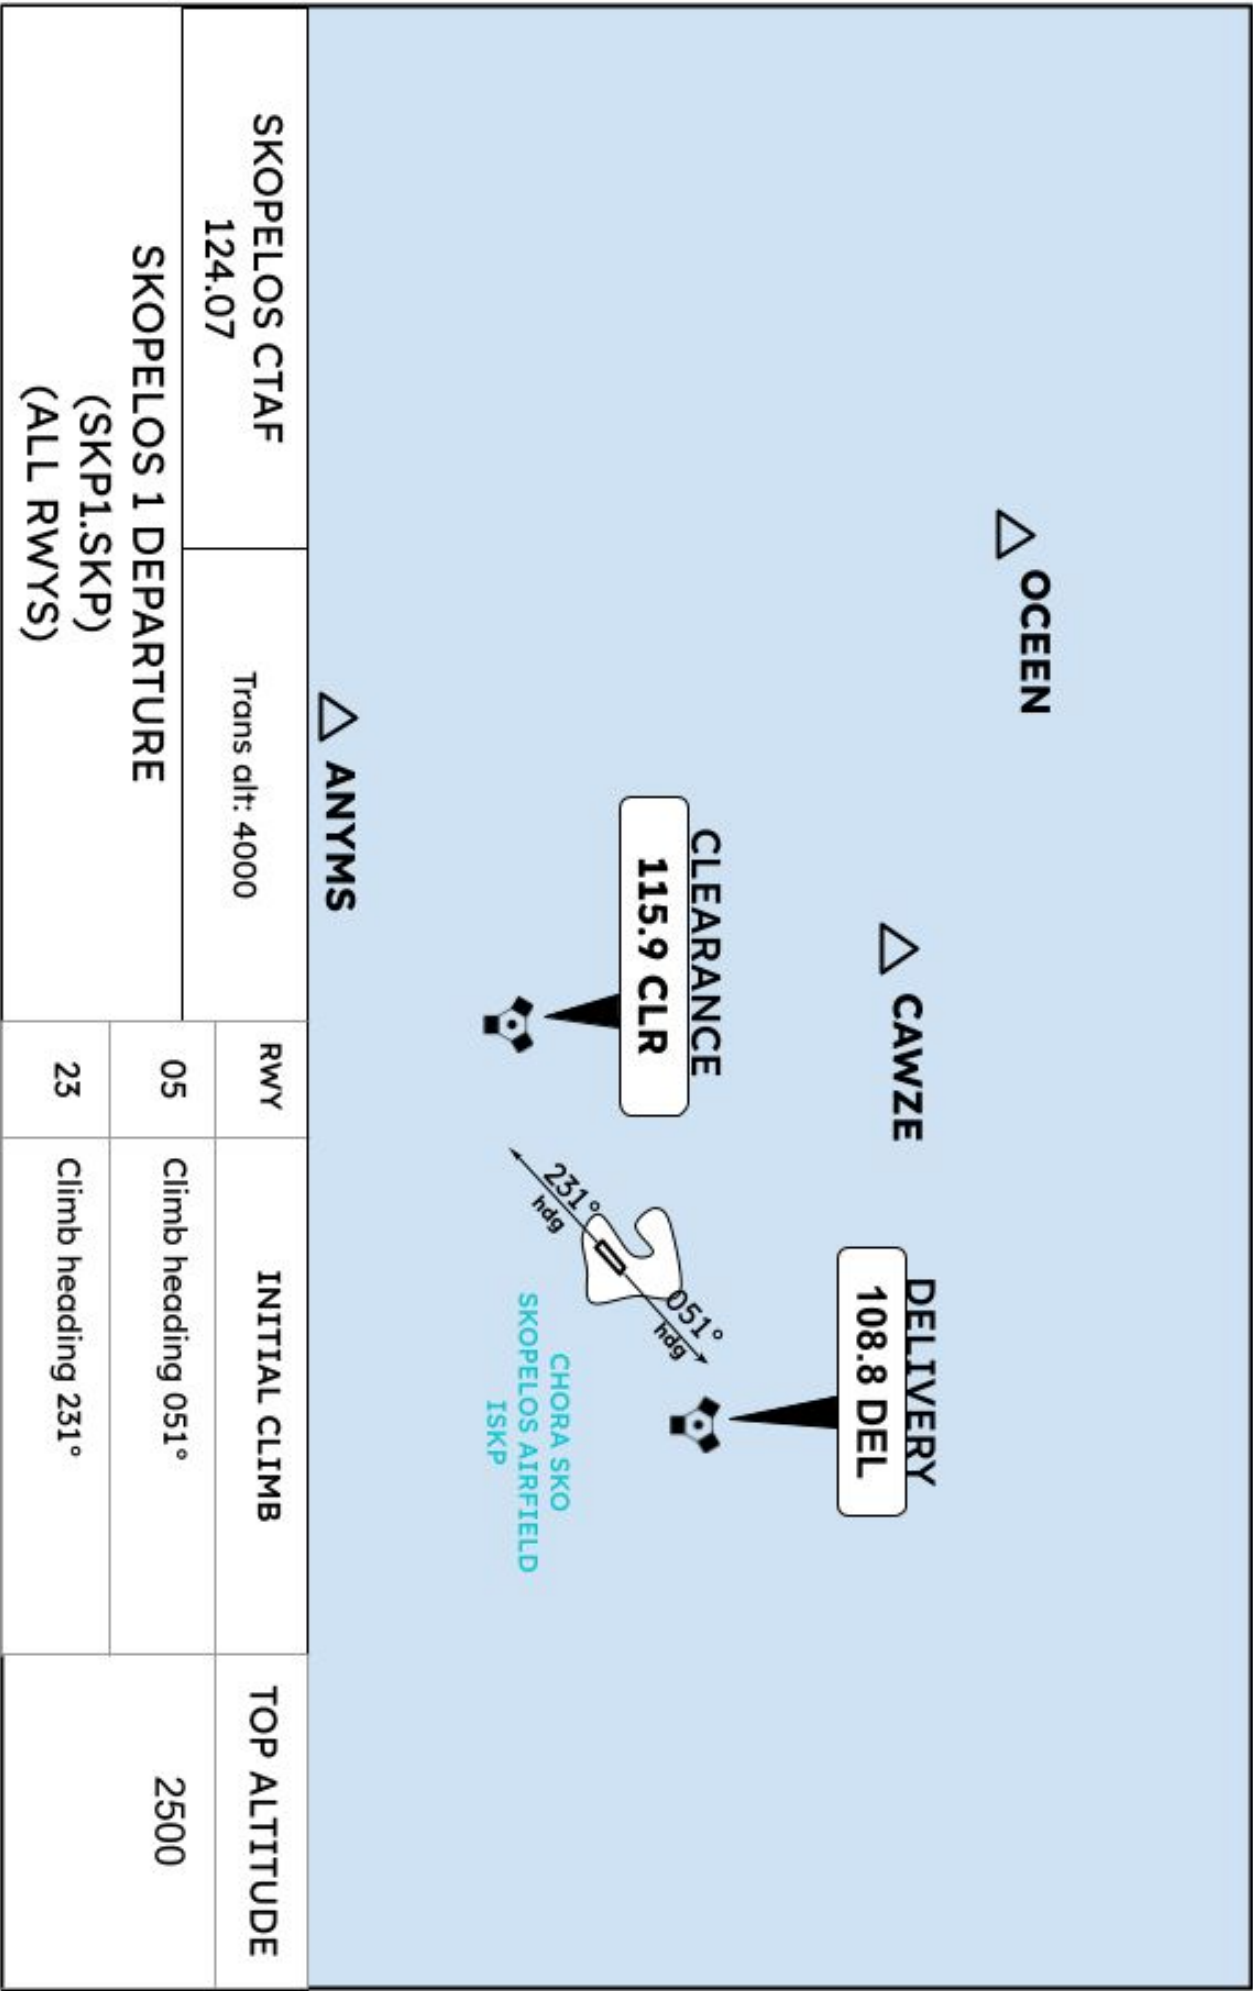 OCEEN
CAWZE
DELIVERY
108.8 DEL
CLEARANCE
115.9 CLR
051°
hdg
231°
hdg
CHORA SKO
SKOPELOS AIRFIELD
ISKP
ANYMS
SKOPELOS CTAF
124.07
Trans alt: 4000
SKOPELOS 1 DEPARTURE
(SKP1.SKP)
(ALL RWYS)
RWY
INITIAL CLIMB
TOP ALTITUDE
05
Climb heading 051°
2500
23
Climb heading 231°